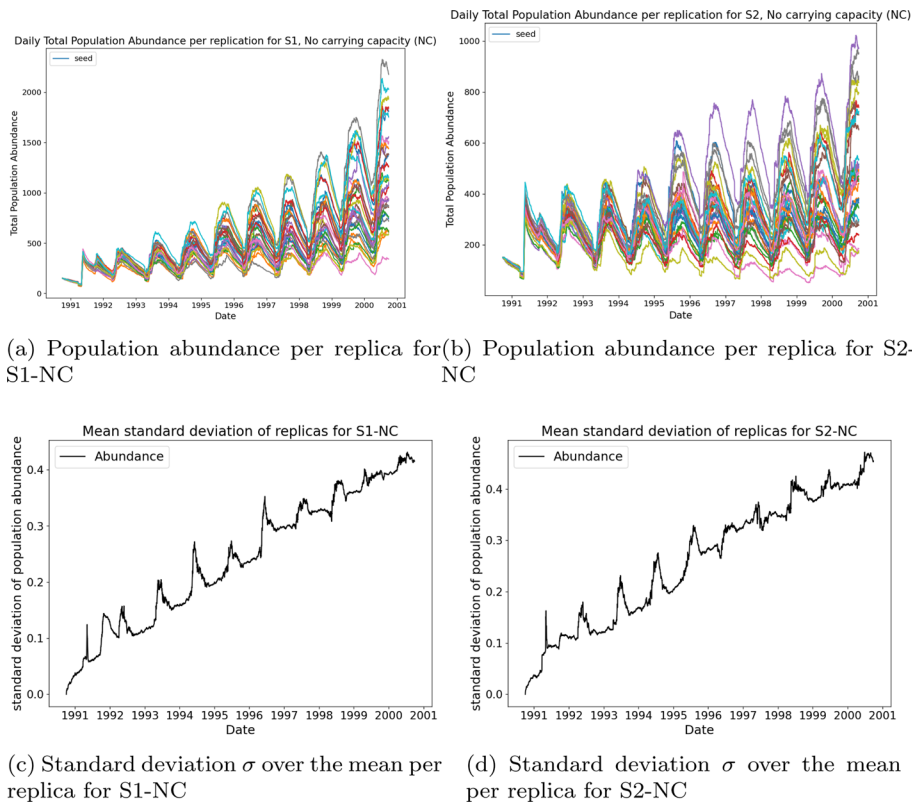 Daily Total Population Abundance per replication for S1, No carrying capacity (NC)
seed
Total Population Abundance
2000
1500
1000
500
0
1991 1992 1993 1994 1995 1996 1997 1998 1999 2000 2001
Date
Daily Total Population Abundance per replication for S2, No carrying capacity (NC)
seed
Total Population Abundance
1000
800
600
400
200
1991 1992 1993 1994 1995 1996 1997 1998 1999 2000 2001
Date
(a) Population abundance per replica for
S1-NC
(b) Population abundance per replica for S2-
NC
Mean standard deviation of replicas for S1-NC
Abundance
standard deviation of population abundance
0.4
0.3
0.2
0.1
0.0
1991 1992 1993 1994 1995 1996 1997 1998 1999 2000 2001
Date
Mean standard deviation of replicas for S2-NC
Abundance
standard deviation of population abundance
0.4
0.3
0.2
0.1
0.0
1991 1992 1993 1994 1995 1996 1997 1998 1999 2000 2001
Date
(c) Standard deviation σ over the mean per
replica for S1-NC
(d) Standard deviation σ over the mean
per replica for S2-NC